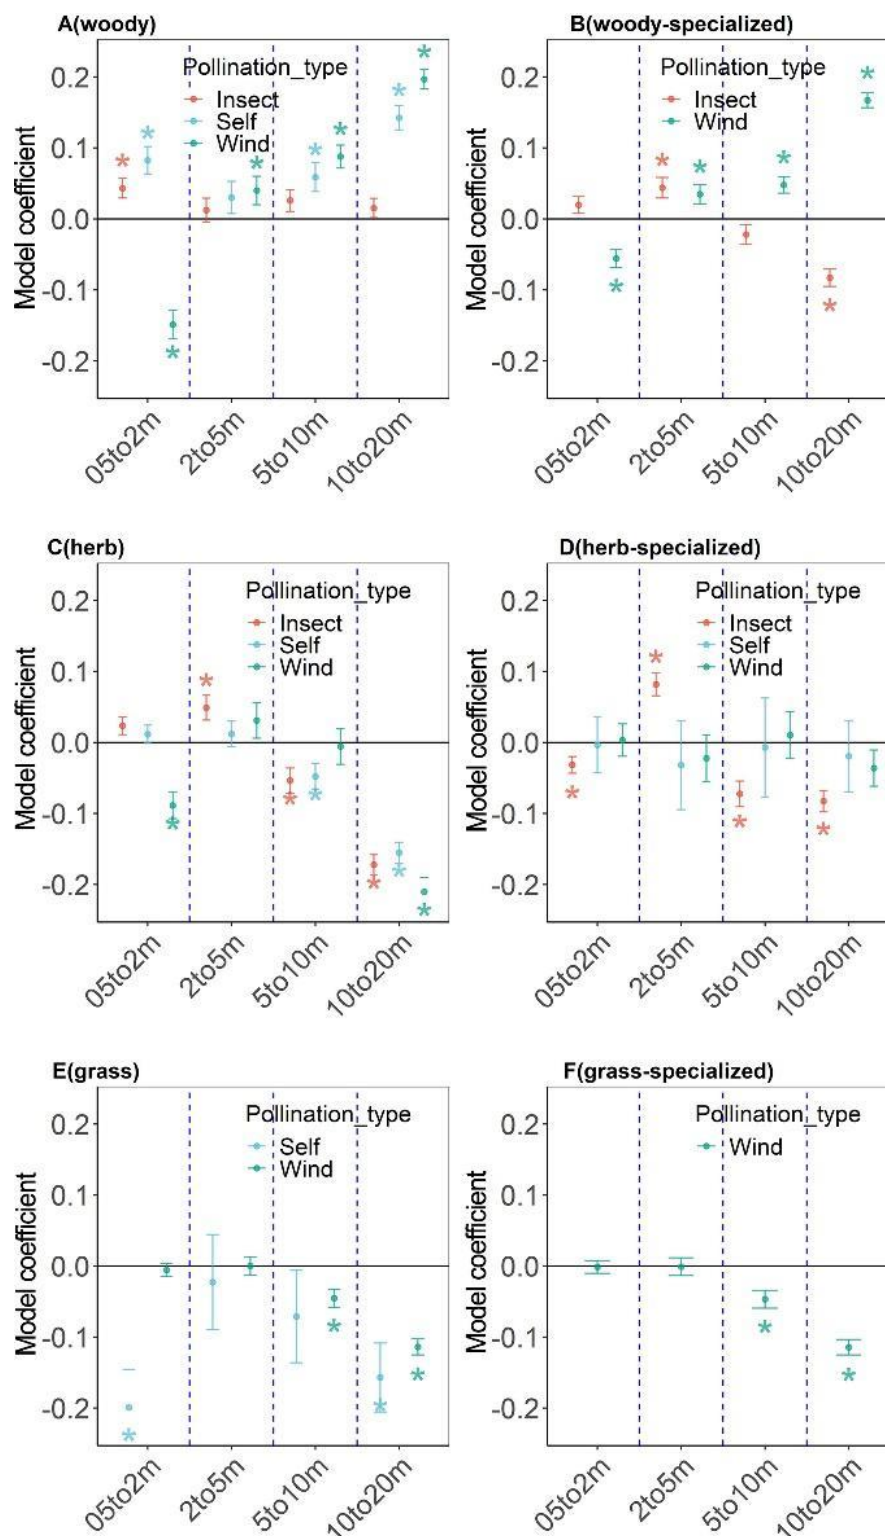 A(woody)
Model coefficient
0.2
0.1
0.0
-0.1
-0.2
Pollination_type
Insect
Self
Wind
*
05to2m
2to5m
5to10m
10to20m
B(woody-specialized)
Model coefficient
0.2
0.1
0.0
-0.1
-0.2
Pollination_type
Insect
Wind
05to2m
2to5m
5to10m
10to20m
C(herb)
Model coefficient
0.2
0.1
0.0
-0.1
-0.2
Pollination_type
Insect
Self
Wind
05to2m
2to5m
5to10m
10to20m
D(herb-specialized)
Model coefficient
0.2
0.1
0.0
-0.1
-0.2
Pollination_type
Insect
Self
Wind
05to2m
2to5m
5to10m
10to20m
E(grass)
Model coefficient
0.2
0.1
0.0
-0.1
-0.2
Pollination_type
Self
Wind
05to2m
2to5m
5to10m
10to20m
F(grass-specialized)
Model coefficient
0.2
0.1
0.0
-0.1
-0.2
Pollination_type
Wind
05to2m
2to5m
5to10m
10to20m